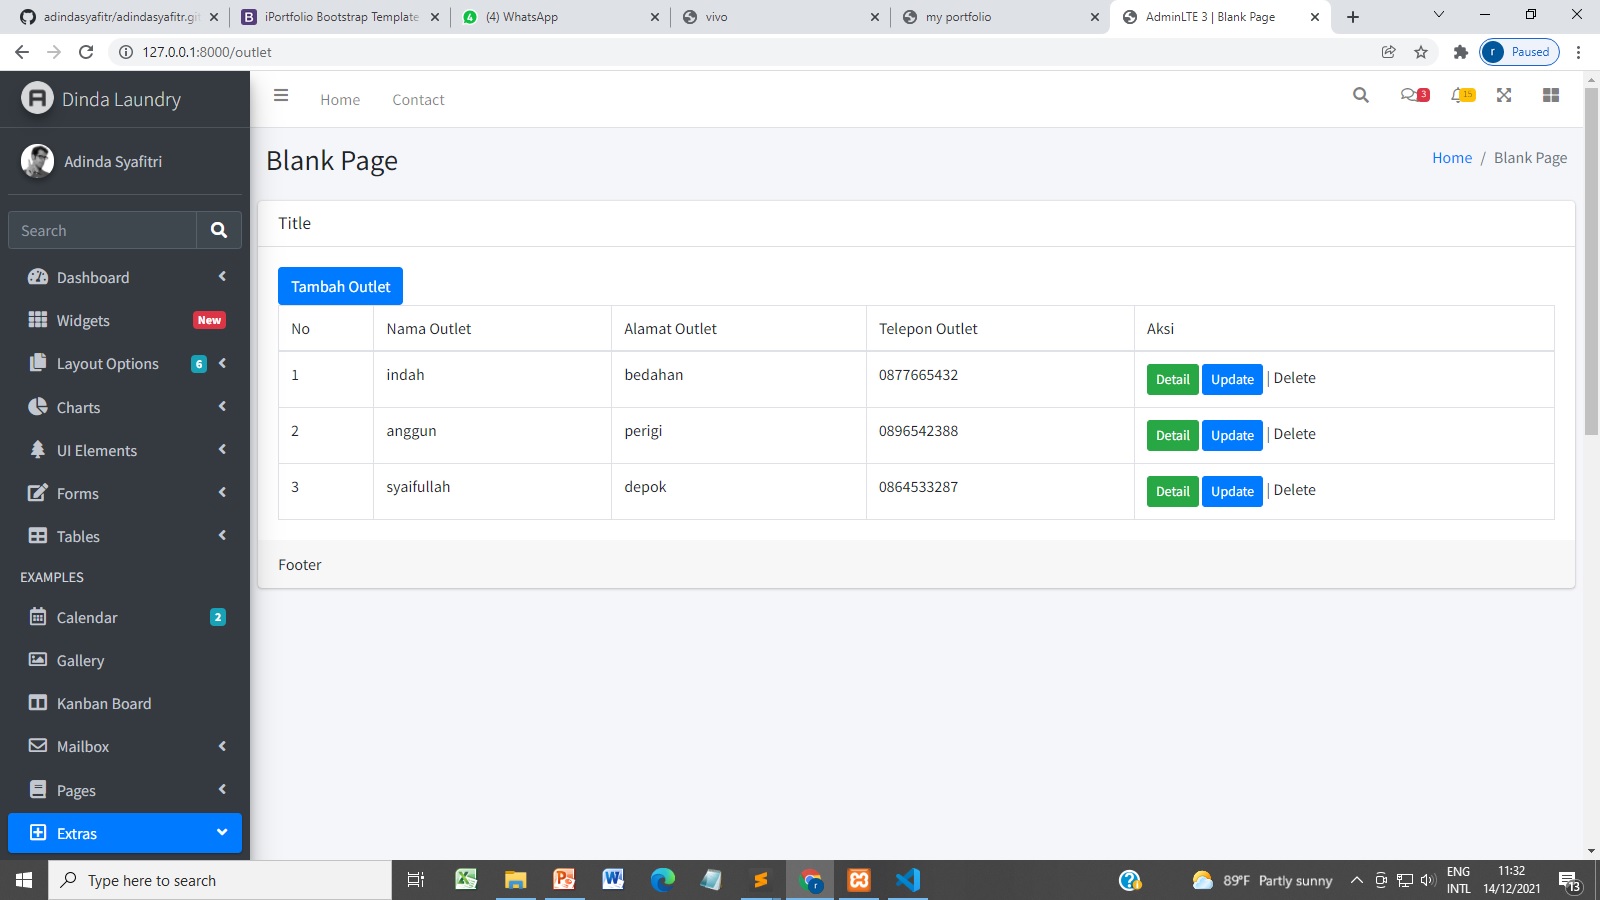 adindasyafitr/adindasyafitr.git
iPortfolio Bootstrap Template
(4) WhatsApp
vivo
my portfolio
AdminLTE 3 | Blank Page
127.0.0.1:8000/outlet
r Paused
Dinda Laundry
Home Contact
3
15
Adinda Syafitri
Blank Page
Home / Blank Page
Search
Title
Dashboard
Widgets New
Layout Options 6
Charts
UI Elements
Forms
Tables
EXAMPLES
Calendar 2
Gallery
Kanban Board
Mailbox
Pages
Extras
Tambah Outlet
No Nama Outlet Alamat Outlet Telepon Outlet Aksi
1 indah bedahan 0877665432 Detail Update | Delete
2 anggun perigi 0896542388 Detail Update | Delete
3 syaifullah depok 0864533287 Detail Update | Delete
Footer
Type here to search
89°F Partly sunny
ENG
INTL
11:32
14/12/2021
13